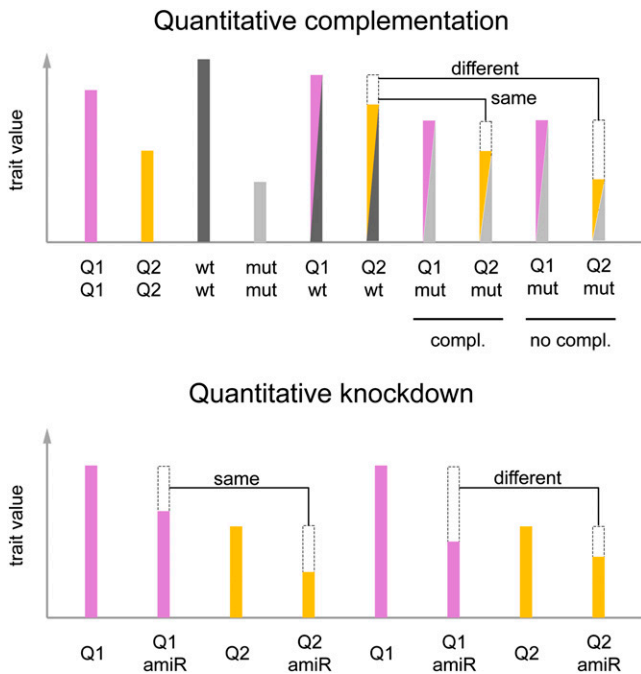 Quantitative complementation
trait value
different
same
Q1 Q2 wt mut Q1 Q2 Q1 Q2 Q1 Q2
Q1 Q2 wt mut wt wt mut mut mut mut
compl. no compl.
Quantitative knockdown
trait value
same different
Q1 Q1 Q2 Q2 Q1 Q1 Q2 Q2
amiR amiR amiR amiR